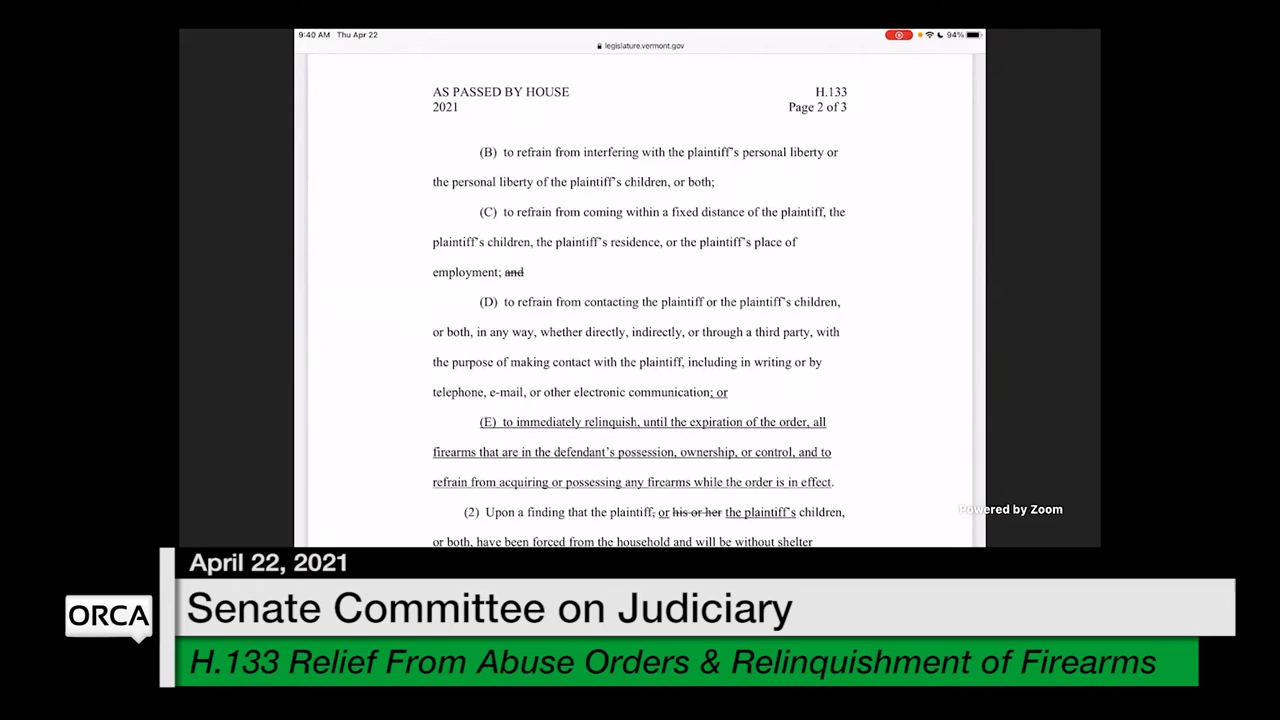 9:40 AM Thu Apr 22
94%
legislature.vermont.gov
AS PASSED BY HOUSE H.133
2021 Page 2 of 3
(B) to refrain from interfering with the plaintiff's personal liberty or
the personal liberty of the plaintiff's children, or both;
(C) to refrain from coming within a fixed distance of the plaintiff, the
plaintiff's children, the plaintiff's residence, or the plaintiff's place of
employment; and
(D) to refrain from contacting the plaintiff or the plaintiff's children,
or both, in any way, whether directly, indirectly, or through a third party, with
the purpose of making contact with the plaintiff, including in writing or by
telephone, e-mail, or other electronic communication; or
(E) to immediately relinquish, until the expiration of the order, all
firearms that are in the defendant's possession, ownership, or control, and to
refrain from acquiring or possessing any firearms while the order is in effect.
(2) Upon a finding that the plaintiff, or his or her the plaintiff's children,
or both, have been forced from the household and will be without shelter
Powered by Zoom
April 22, 2021
ORCA
Senate Committee on Judiciary
H.133 Relief From Abuse Orders & Relinquishment of Firearms